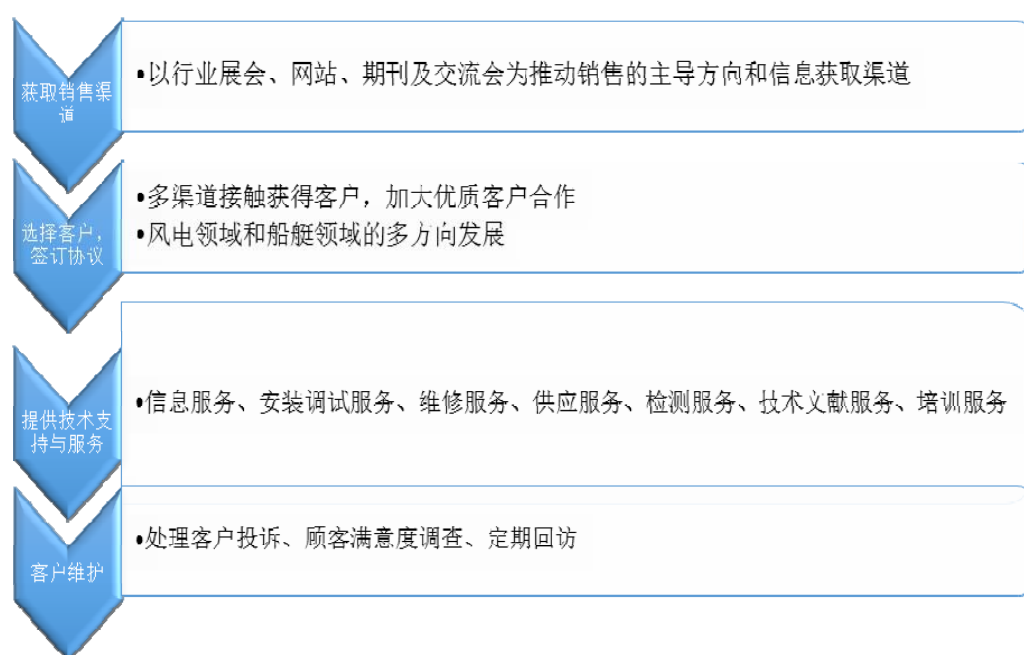 获取销售渠
道
•以行业展会、网站、期刊及交流会为推动销售的主导方向和信息获取渠道
选择客户，
签订协议
•多渠道接触获得客户，加大优质客户合作
•风电领域和船艇领域的多方向发展
提供技术支
持与服务
•信息服务、安装调试服务、维修服务、供应服务、检测服务、技术文献服务、培训服务
客户维护
•处理客户投诉、顾客满意度调查、定期回访